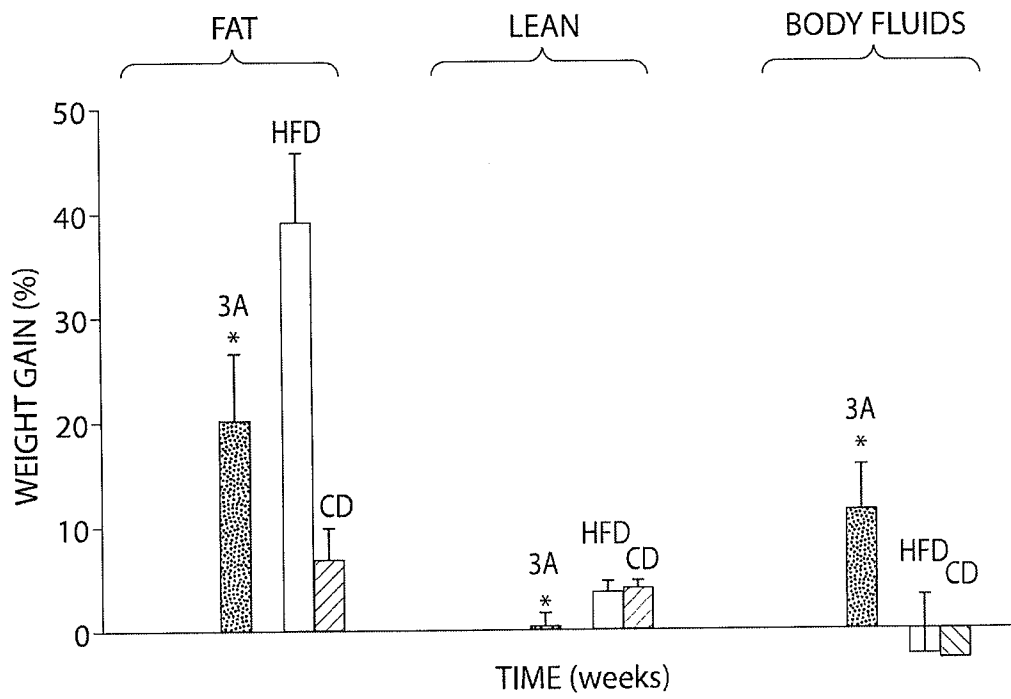 FAT
LEAN
BODY FLUIDS
WEIGHT GAIN (%)
50
40
30
20
10
0
3A
*
HFD
CD
3A
*
HFD
CD
3A
*
HFD
CD
TIME (weeks)